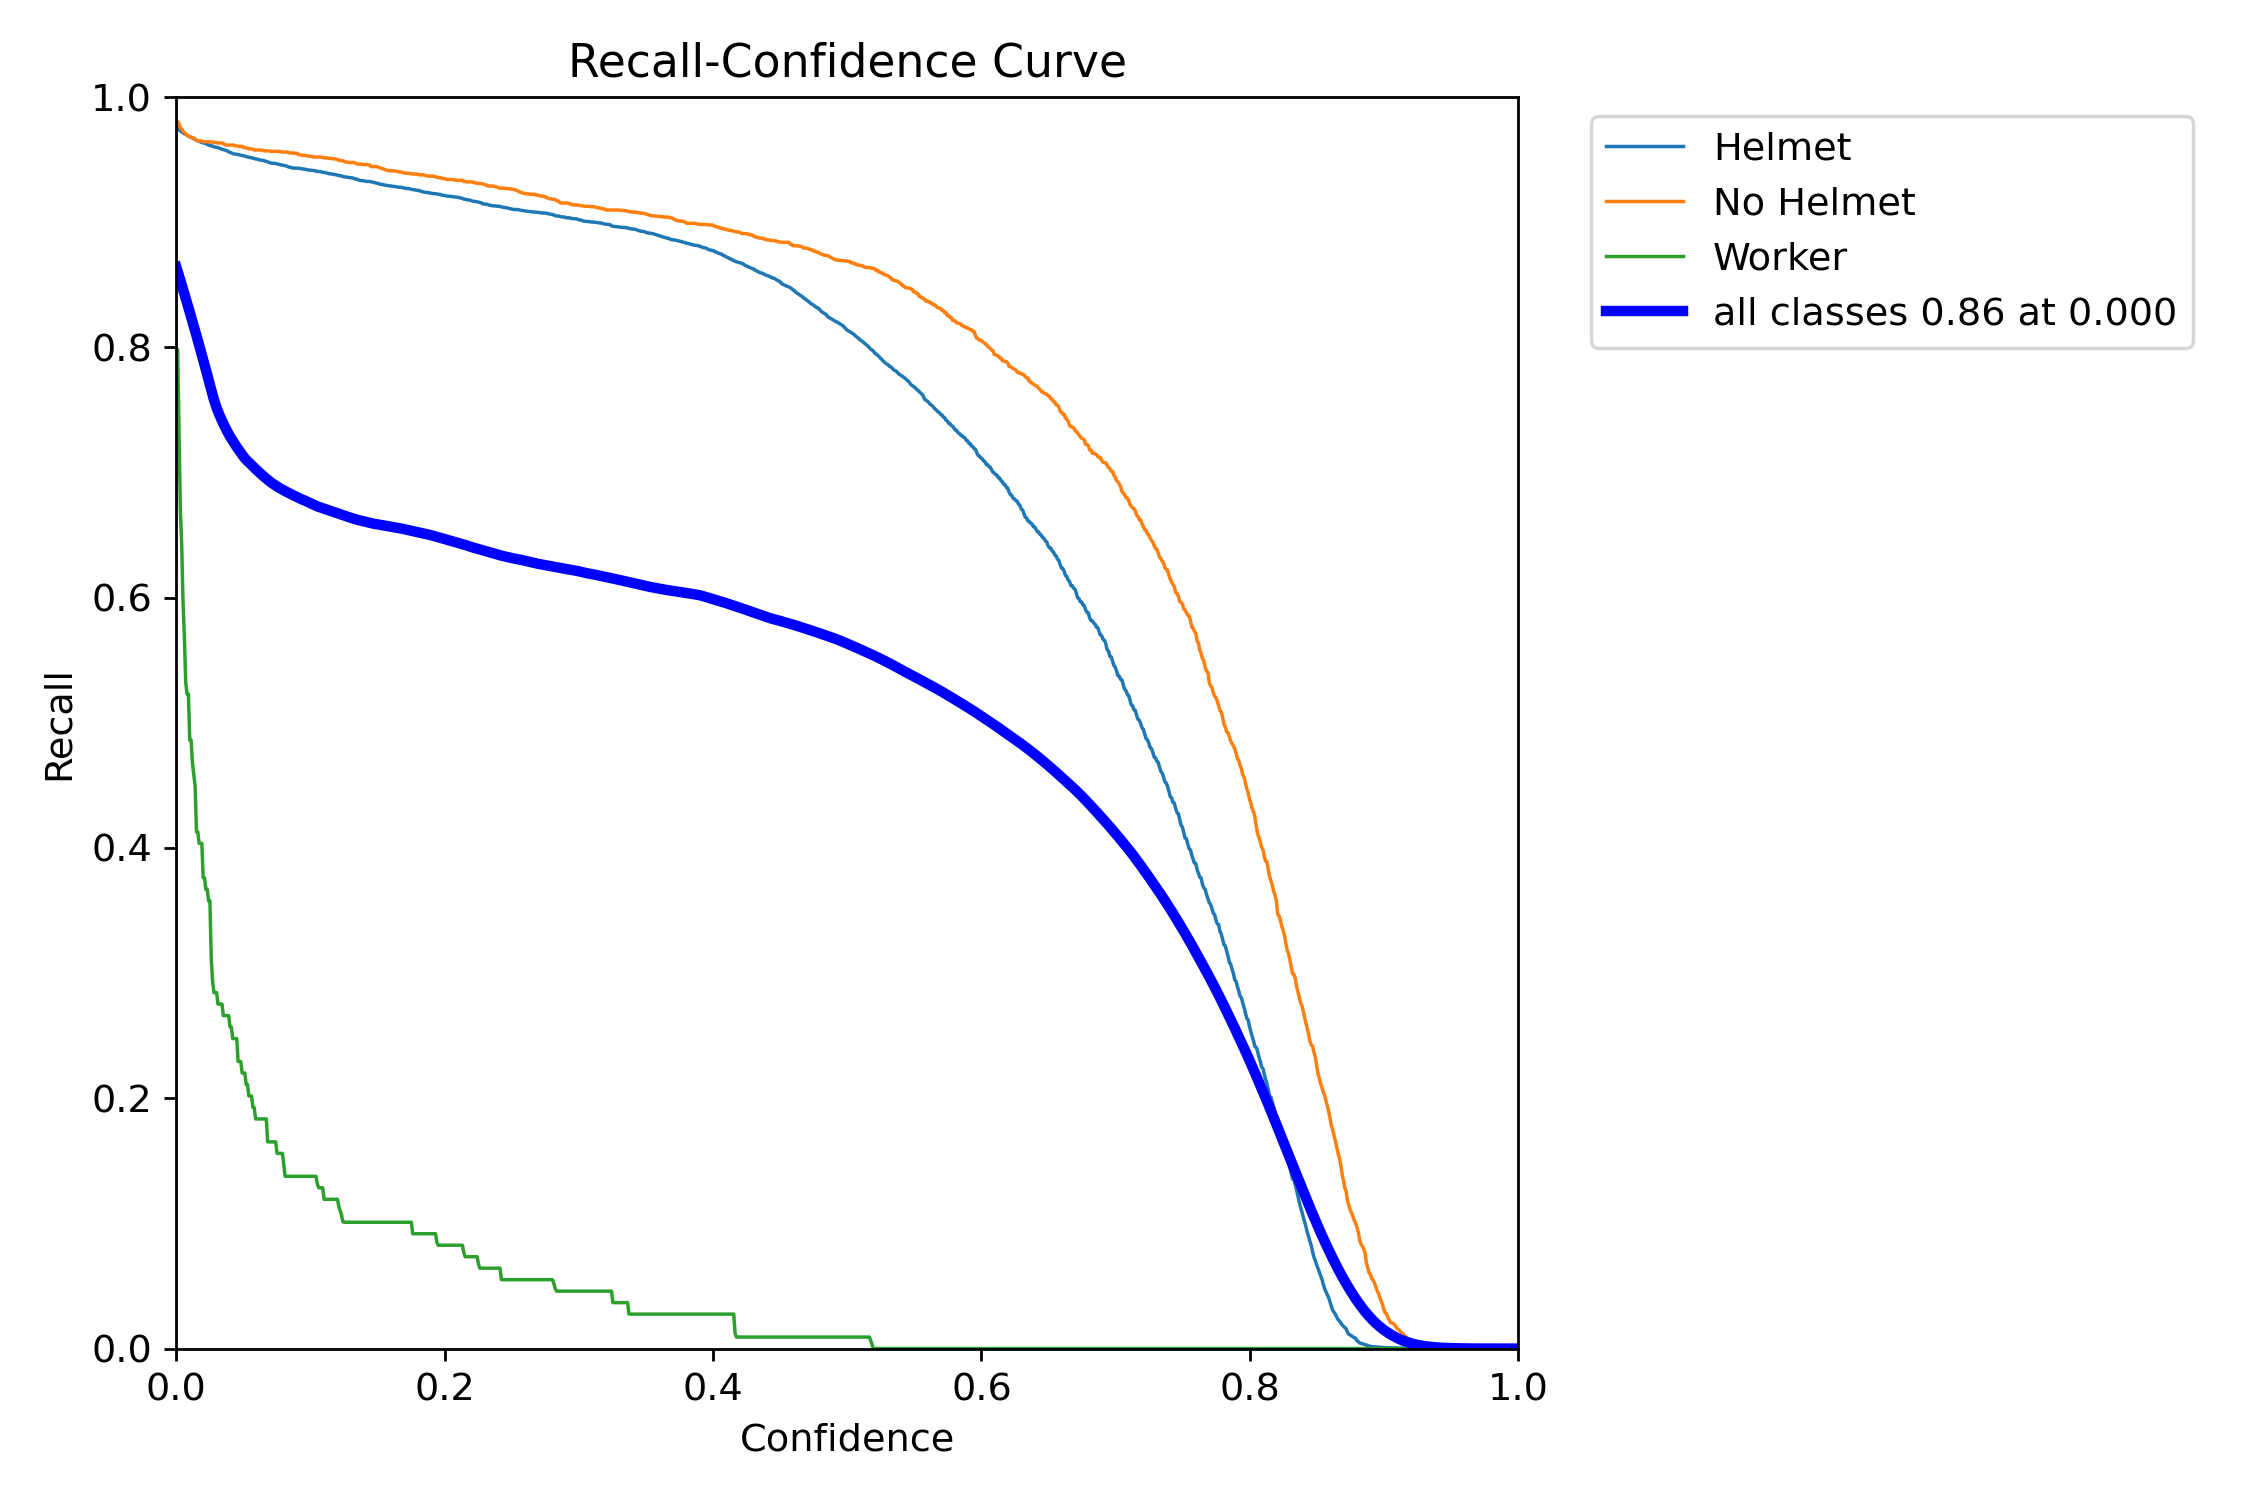 Recall-Confidence Curve
1.0
0.8
0.6
0.4
0.2
0.0
Recall
0.0 0.2 0.4 0.6 0.8 1.0
Confidence
Helmet
No Helmet
Worker
all classes 0.86 at 0.000